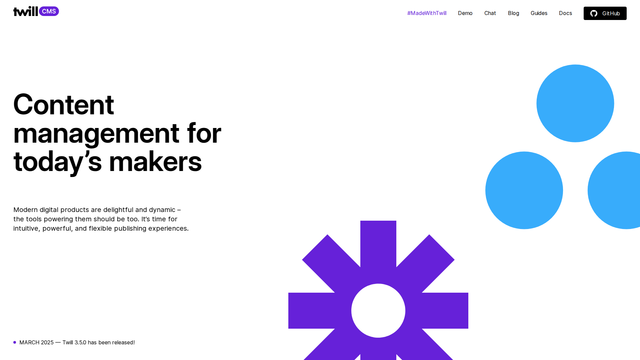 twill CMS
#MadeWithTwill Demo Chat Blog Guides Docs GitHub
Content
management for
today’s makers
Modern digital products are delightful and dynamic –
the tools powering them should be too. It’s time for
intuitive, powerful, and flexible publishing experiences.
MARCH 2025 — Twill 3.5.0 has been released!